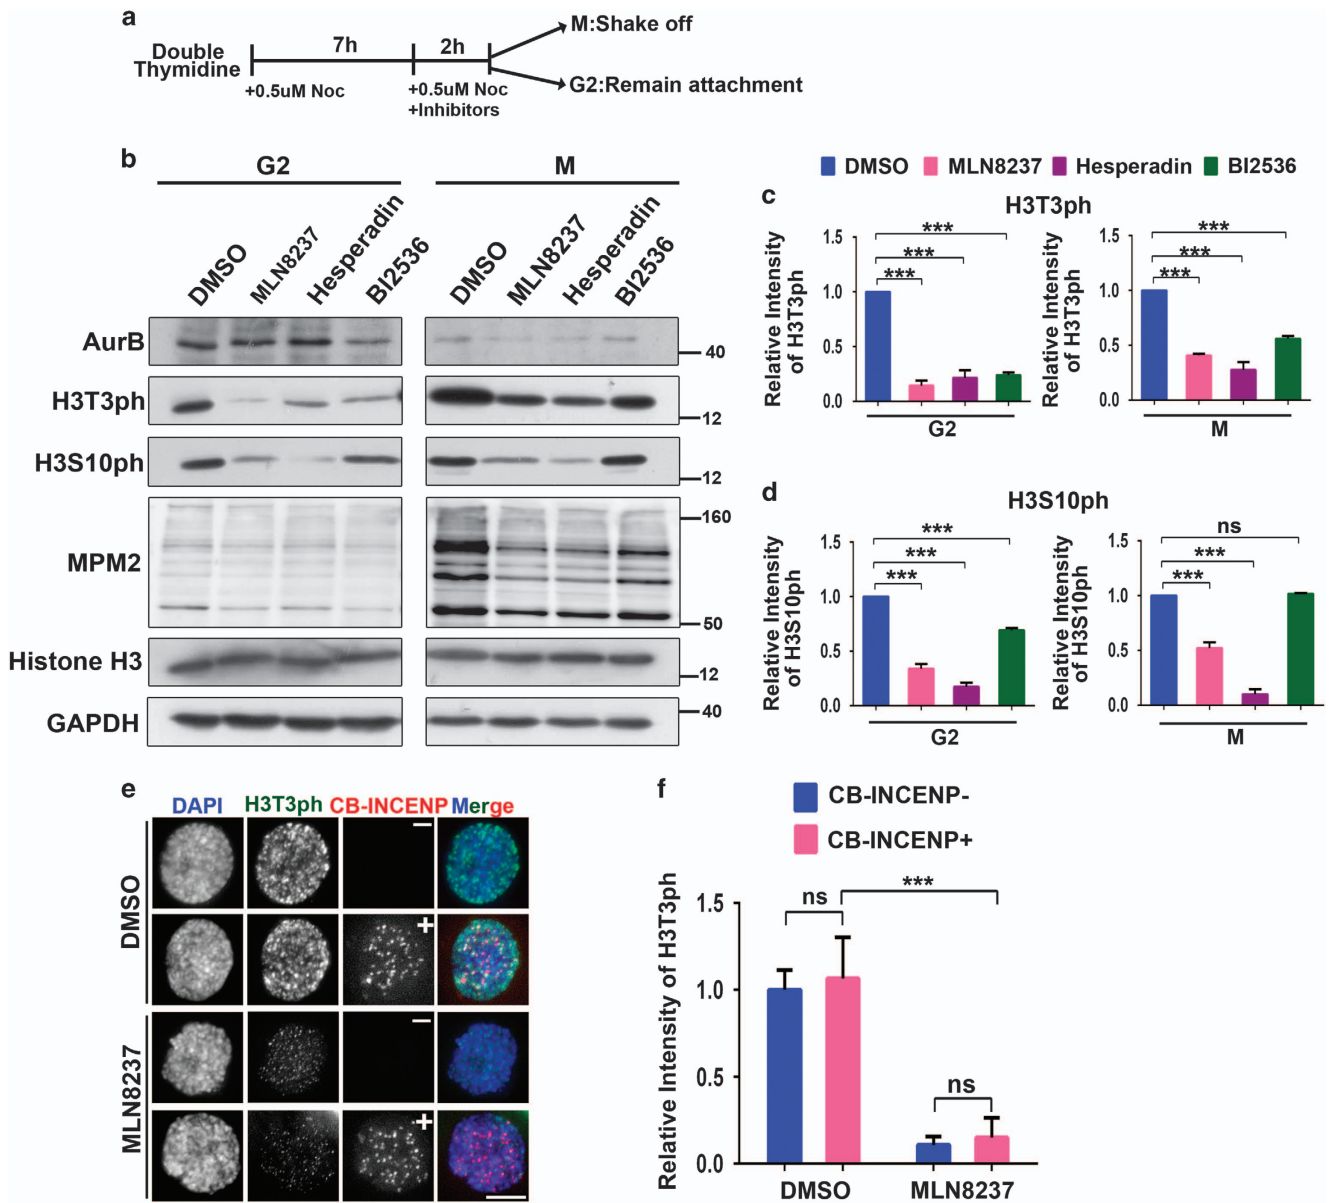 a
Double
Thymidine
7h
2h
+0.5uM Noc
+0.5uM Noc
+Inhibitors
M:Shake off
G2:Remain attachment
b
G2
M
DMSO
MLN8237
Hesperadin
BI2536
DMSO
MLN8237
Hesperadin
BI2536
AurB
40
H3T3ph
12
H3S10ph
12
MPM2
160
50
Histone H3
12
GAPDH
40
DMSO MLN8237 Hesperadin BI2536
c
H3T3ph
Relative Intensity
of H3T3ph
1.5
1.0
0.5
0.0
***
***
***
G2
Relative Intensity
of H3T3ph
1.5
1.0
0.5
0.0
***
***
***
M
d
H3S10ph
Relative Intensity
of H3S10ph
1.5
1.0
0.5
0.0
***
***
***
G2
Relative Intensity
of H3S10ph
1.5
1.0
0.5
0.0
ns
***
***
M
e
DAPI H3T3ph CB-INCENP Merge
DMSO
-
+
MLN8237
-
+
f
CB-INCENP-
CB-INCENP+
Relative Intensity of H3T3ph
1.5
1.0
0.5
0.0
ns
***
ns
DMSO MLN8237